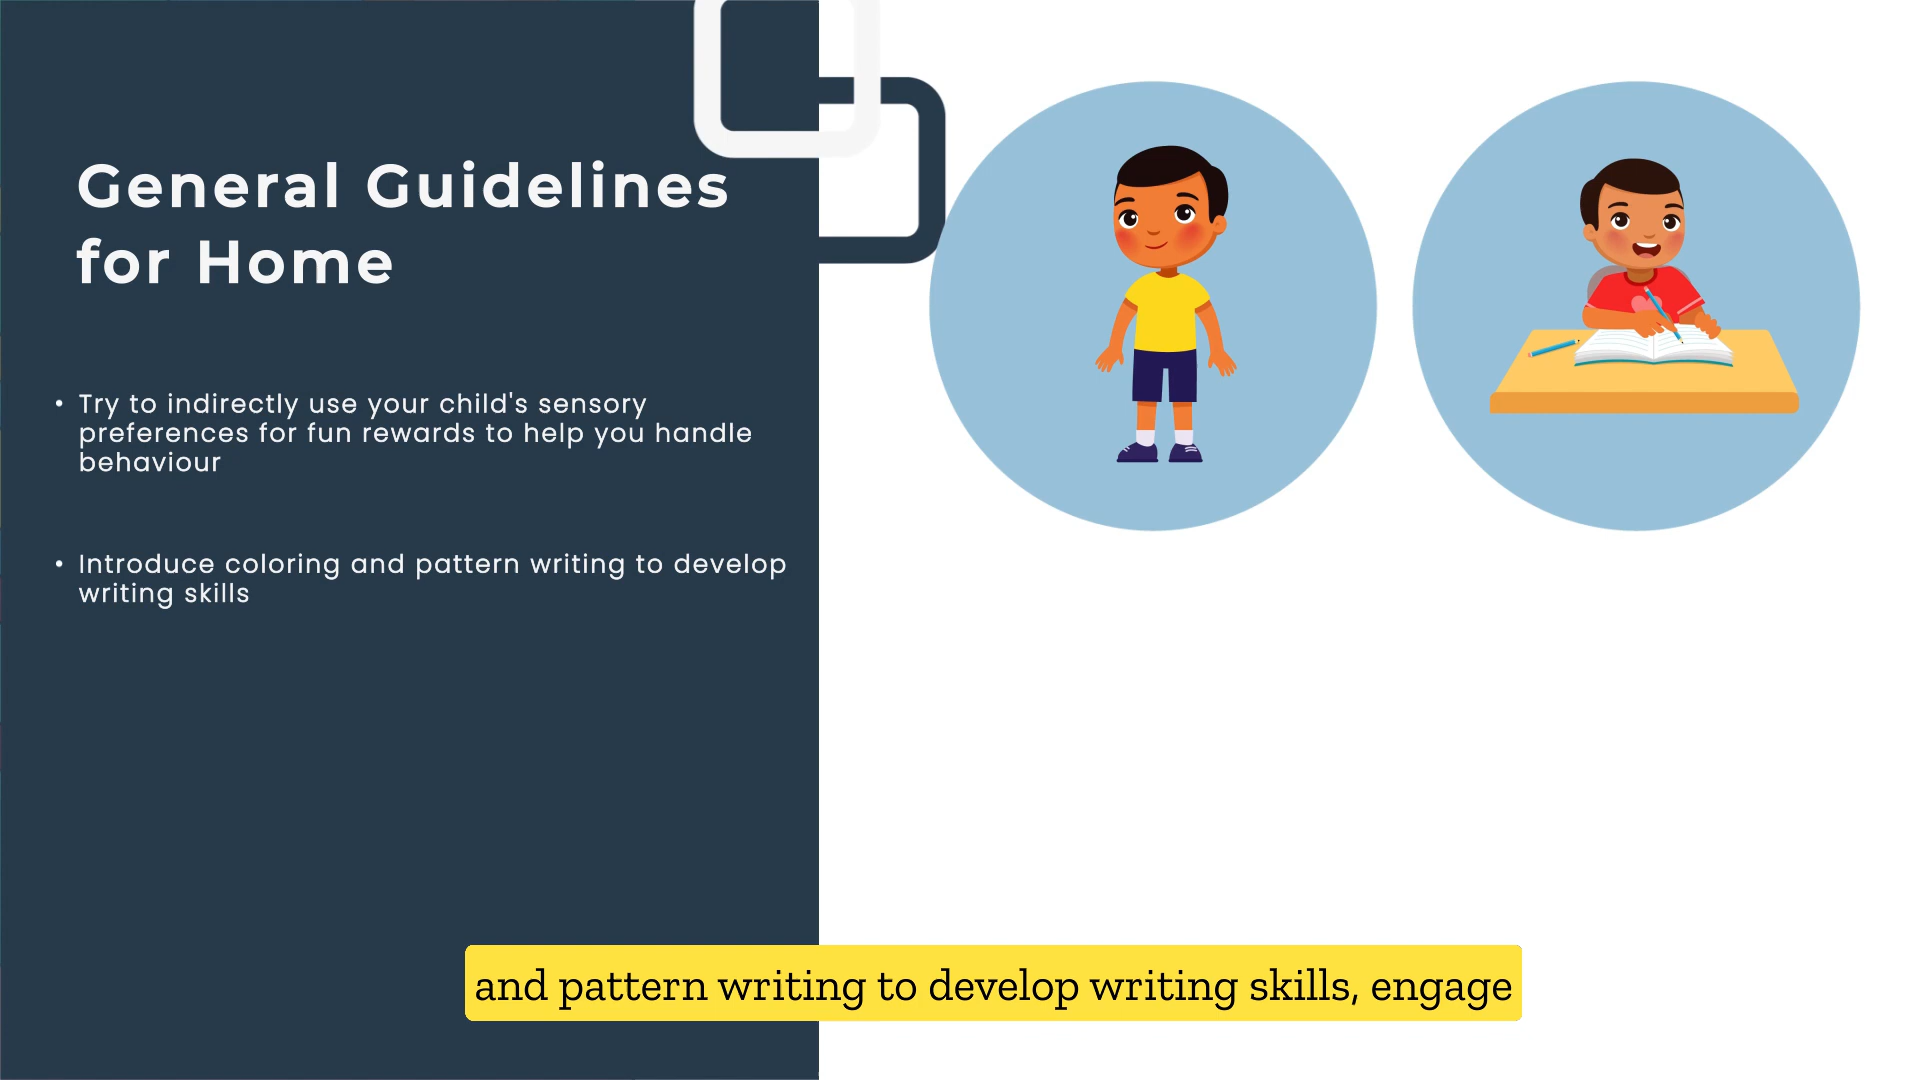 General Guidelines
for Home
• Try to indirectly use your child's sensory
preferences for fun rewards to help you handle
behaviour
• Introduce coloring and pattern writing to develop
writing skills
and pattern writing to develop writing skills, engage